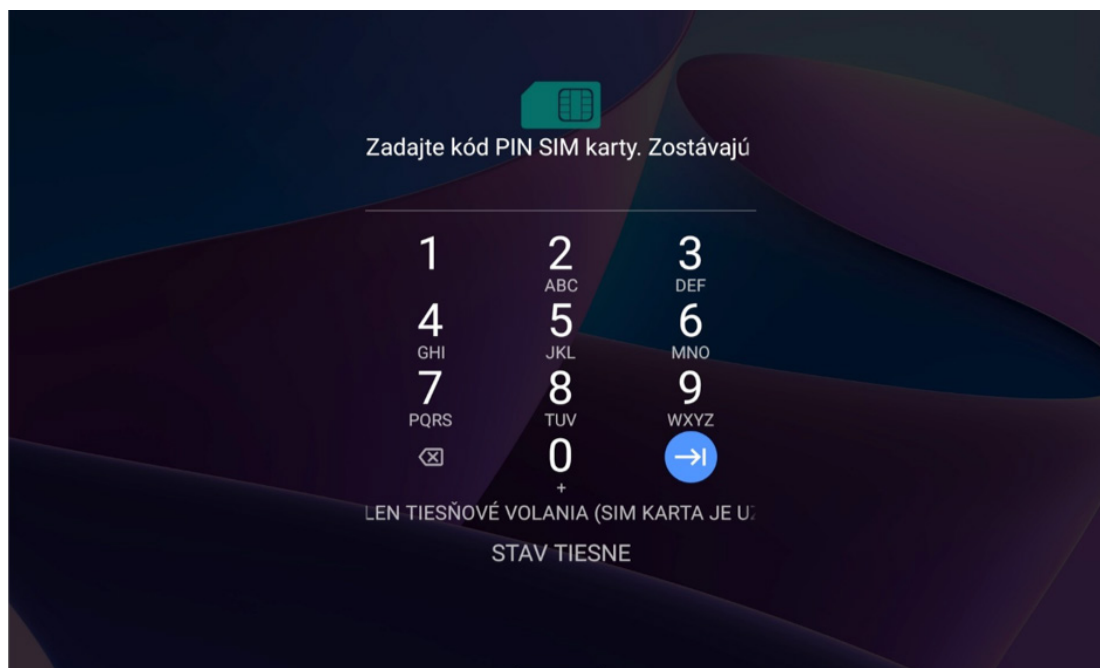 Zadajte kód PIN SIM karty. Zostávajú
1 2 3
ABC DEF
4 5 6
GHI JKL MNO
7 8 9
PQRS TUV WXYZ
0
+
LEN TIESŇOVÉ VOLANIA (SIM KARTA JE
STAV TIESNE